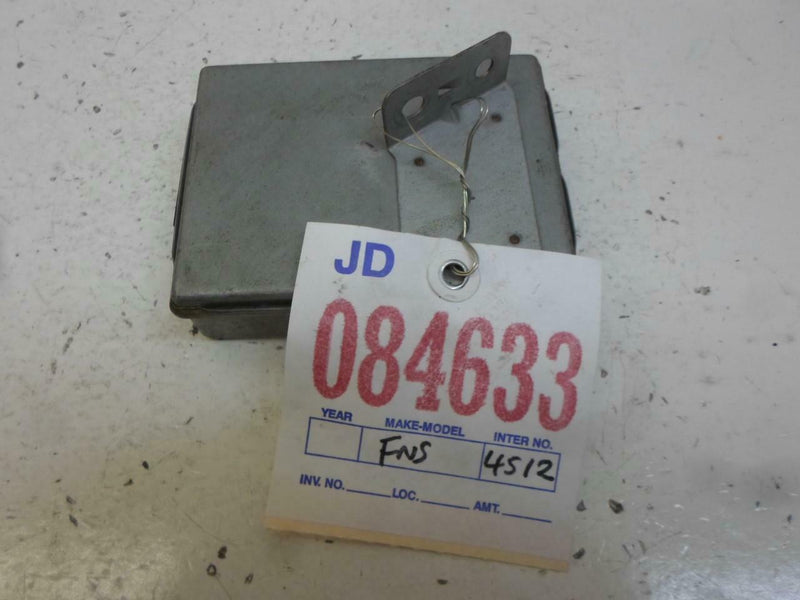 JD
084633
YEAR MAKE-MODEL INTER NO.
FNS 4512
INV. NO. LOC. AMT.